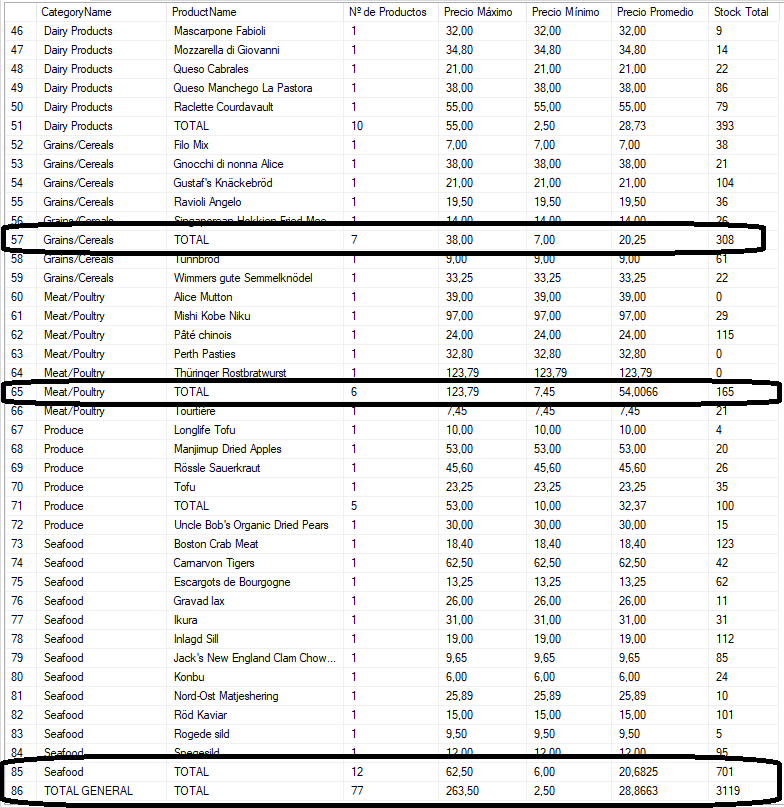 CategoryName ProductName Nº de Productos Precio Máximo Precio Mínimo Precio Promedio Stock Total
46 Dairy Products Mascarpone Fabioli 1 32,00 32,00 32,00 9
47 Dairy Products Mozzarella di Giovanni 1 34,80 34,80 34,80 14
48 Dairy Products Queso Cabrales 1 21,00 21,00 21,00 22
49 Dairy Products Queso Manchego La Pastora 1 38,00 38,00 38,00 86
50 Dairy Products Raclette Courdavault 1 55,00 55,00 55,00 79
51 Dairy Products TOTAL 10 55,00 2,50 28,73 393
52 Grains/Cereals Filo Mix 1 7,00 7,00 7,00 38
53 Grains/Cereals Gnocchi di nonna Alice 1 38,00 38,00 38,00 21
54 Grains/Cereals Gustaf's Knäckebröd 1 21,00 21,00 21,00 104
55 Grains/Cereals Ravioli Angelo 1 19,50 19,50 19,50 36
56 Grains/Cereals Singaporean Hokkien Fried Mee 1 14,00 14,00 14,00 26
57 Grains/Cereals TOTAL 7 38,00 7,00 20,25 308
58 Grains/Cereals Tunnbröd 1 9,00 9,00 9,00 61
59 Grains/Cereals Wimmers gute Semmelknödel 1 33,25 33,25 33,25 22
60 Meat/Poultry Alice Mutton 1 39,00 39,00 39,00 0
61 Meat/Poultry Mishi Kobe Niku 1 97,00 97,00 97,00 29
62 Meat/Poultry Pâté chinois 1 24,00 24,00 24,00 115
63 Meat/Poultry Perth Pasties 1 32,80 32,80 32,80 0
64 Meat/Poultry Thüringer Rostbratwurst 1 123,79 123,79 123,79 0
65 Meat/Poultry TOTAL 6 123,79 7,45 54,0066 165
66 Meat/Poultry Tourtière 1 7,45 7,45 7,45 21
67 Produce Longlife Tofu 1 10,00 10,00 10,00 4
68 Produce Manjimup Dried Apples 1 53,00 53,00 53,00 20
69 Produce Rössle Sauerkraut 1 45,60 45,60 45,60 26
70 Produce Tofu 1 23,25 23,25 23,25 35
71 Produce TOTAL 5 53,00 10,00 32,37 100
72 Produce Uncle Bob's Organic Dried Pears 1 30,00 30,00 30,00 15
73 Seafood Boston Crab Meat 1 18,40 18,40 18,40 123
74 Seafood Carnarvon Tigers 1 62,50 62,50 62,50 42
75 Seafood Escargots de Bourgogne 1 13,25 13,25 13,25 62
76 Seafood Gravad lax 1 26,00 26,00 26,00 11
77 Seafood Ikura 1 31,00 31,00 31,00 31
78 Seafood Inlagd Sill 1 19,00 19,00 19,00 112
79 Seafood Jack's New England Clam Chow... 1 9,65 9,65 9,65 85
80 Seafood Konbu 1 6,00 6,00 6,00 24
81 Seafood Nord-Ost Matjeshering 1 25,89 25,89 25,89 10
82 Seafood Röd Kaviar 1 15,00 15,00 15,00 101
83 Seafood Rogede sild 1 9,50 9,50 9,50 5
84 Seafood Spegesild 1 12,00 12,00 12,00 95
85 Seafood TOTAL 12 62,50 6,00 20,6825 701
86 TOTAL GENERAL TOTAL 77 263,50 2,50 28,8663 3119